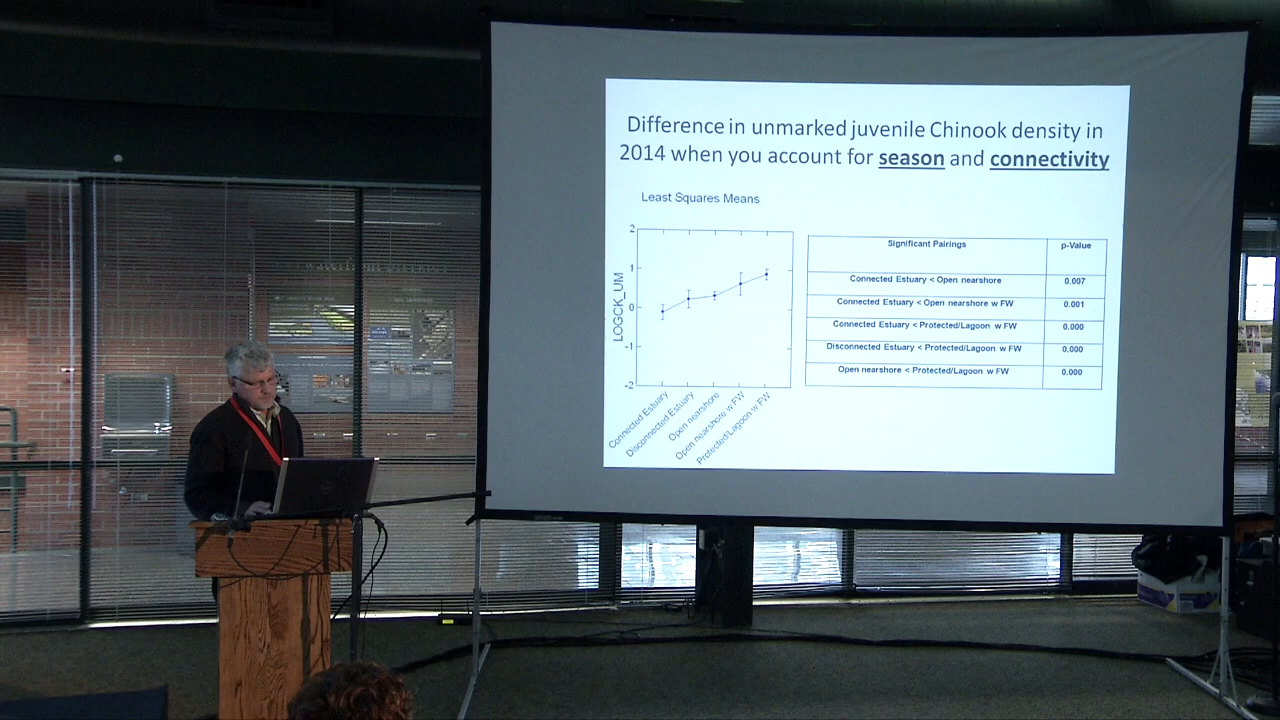 Difference in unmarked juvenile Chinook density in
2014 when you account for season and connectivity
Least Squares Means
LOGCK_UM
2
1
0
-1
-2
Connected Estuary
Disconnected Estuary
Open nearshore
Open nearshore w FW
Protected/Lagoon w FW
Significant Pairings p-Value
Connected Estuary < Open nearshore 0.007
Connected Estuary < Open nearshore w FW 0.001
Connected Estuary < Protected/Lagoon w FW 0.000
Disconnected Estuary < Protected/Lagoon w FW 0.000
Open nearshore < Protected/Lagoon w FW 0.000